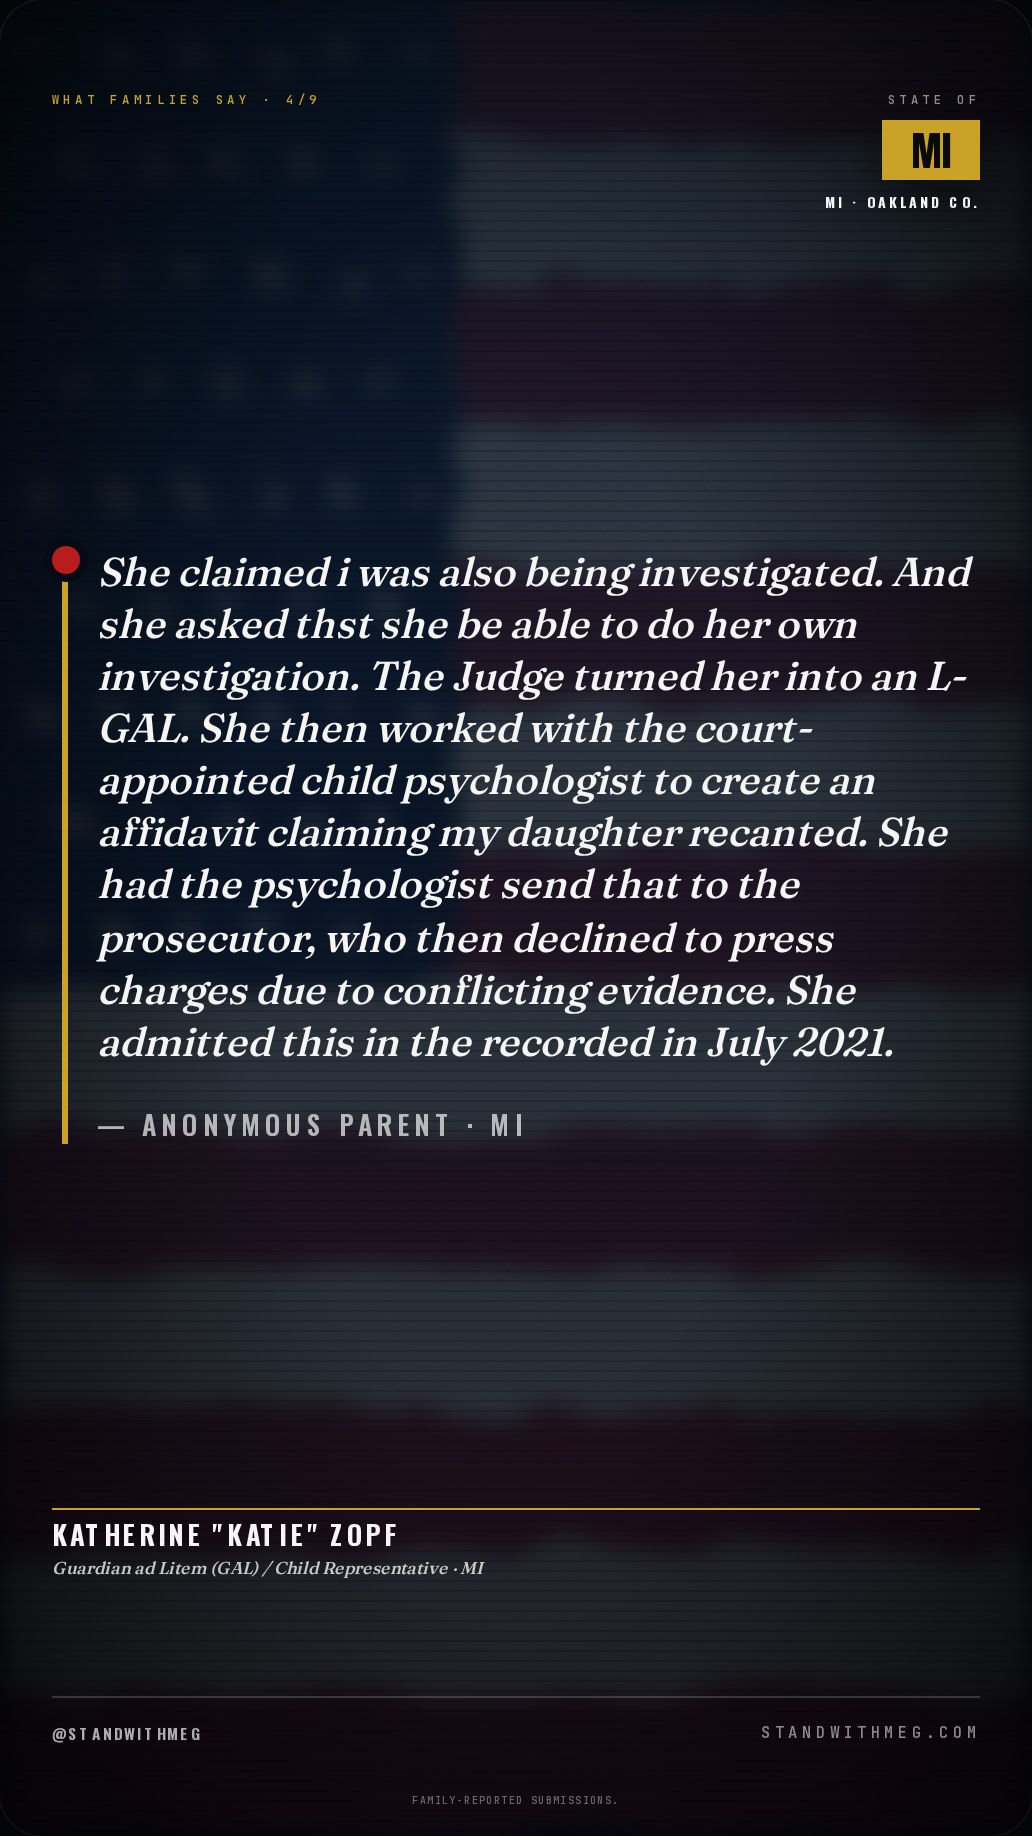 WHAT FAMILIES SAY · 4/9
STATE OF
MI
MI · OAKLAND CO.
She claimed i was also being investigated. And
she asked thst she be able to do her own
investigation. The Judge turned her into an L-
GAL. She then worked with the court-
appointed child psychologist to create an
affidavit claiming my daughter recanted. She
had the psychologist send that to the
prosecutor, who then declined to press
charges due to conflicting evidence. She
admitted this in the recorded in July 2021.
— ANONYMOUS PARENT · MI
KATHERINE "KATIE" ZOPF
Guardian ad Litem (GAL) / Child Representative · MI
@STANDWITHMEG
STANDWITHMEG.COM
FAMILY-REPORTED SUBMISSIONS.